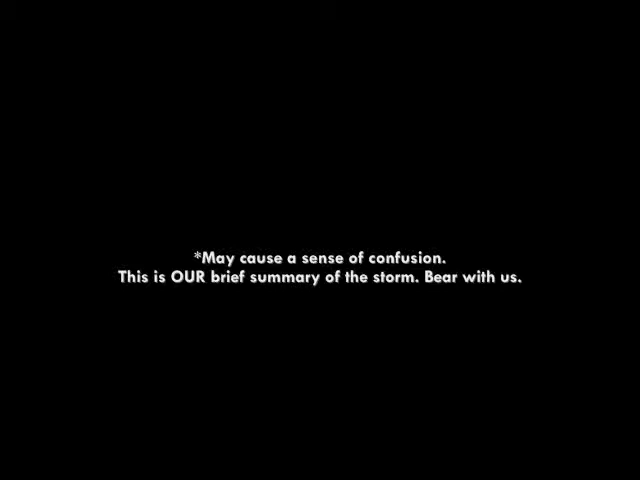 *May cause a sense of confusion.
This is OUR brief summary of the storm. Bear with us.